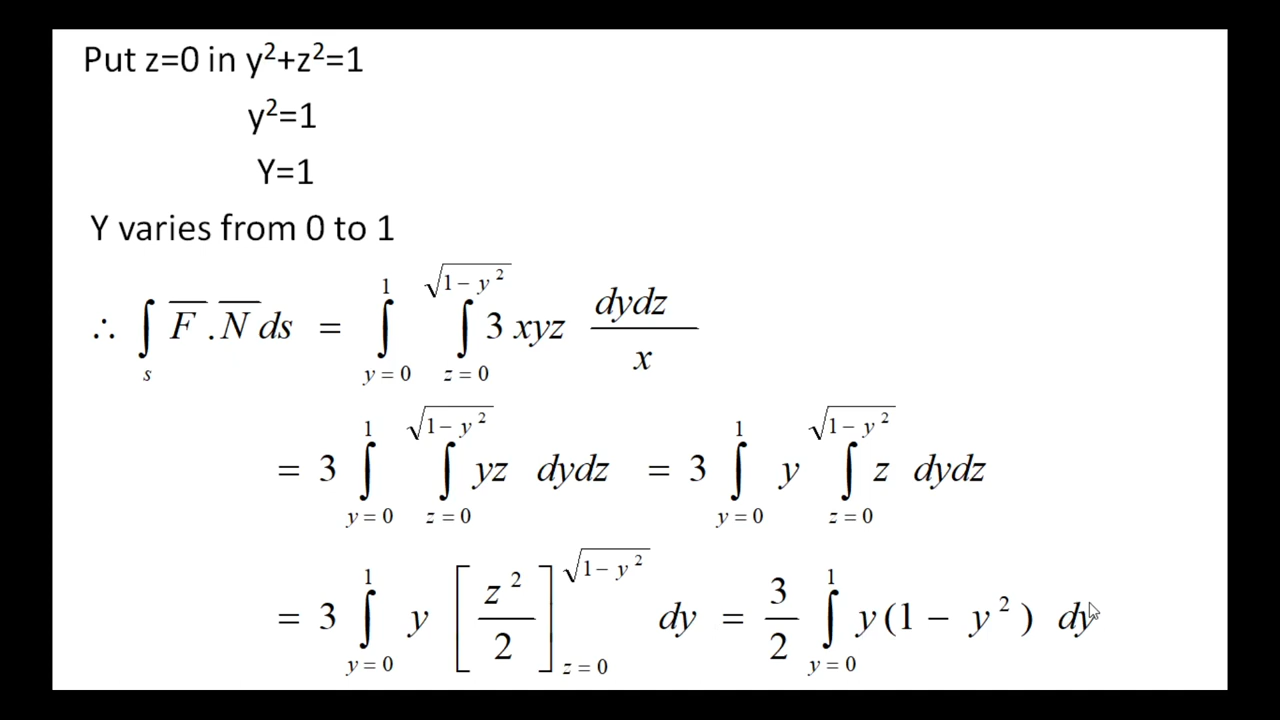 Put z=0 in y²+z²=1
y²=1
Y=1
Y varies from 0 to 1
∴ ∫_s F̅ . N̅ ds = ∫_{y=0}^{1} ∫_{z=0}^{√(1−y²)} 3 xyz dydz/x
= 3 ∫_{y=0}^{1} ∫_{z=0}^{√(1−y²)} yz dydz = 3 ∫_{y=0}^{1} y ∫_{z=0}^{√(1−y²)} z dydz
= 3 ∫_{y=0}^{1} y [z²/2]_{z=0}^{√(1−y²)} dy = 3/2 ∫_{y=0}^{1} y(1 − y²) dy